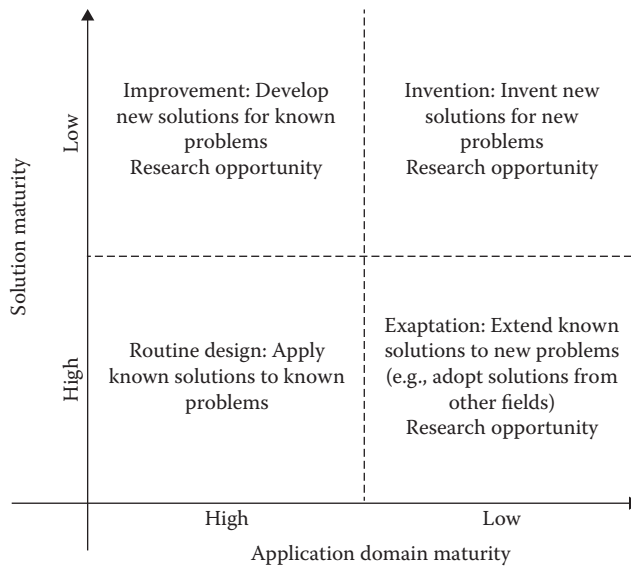 Solution maturity
Low
High
Improvement: Develop
new solutions for known
problems
Research opportunity
Invention: Invent new
solutions for new
problems
Research opportunity
Routine design: Apply
known solutions to known
problems
Exaptation: Extend known
solutions to new problems
(e.g., adopt solutions from
other fields)
Research opportunity
High
Low
Application domain maturity